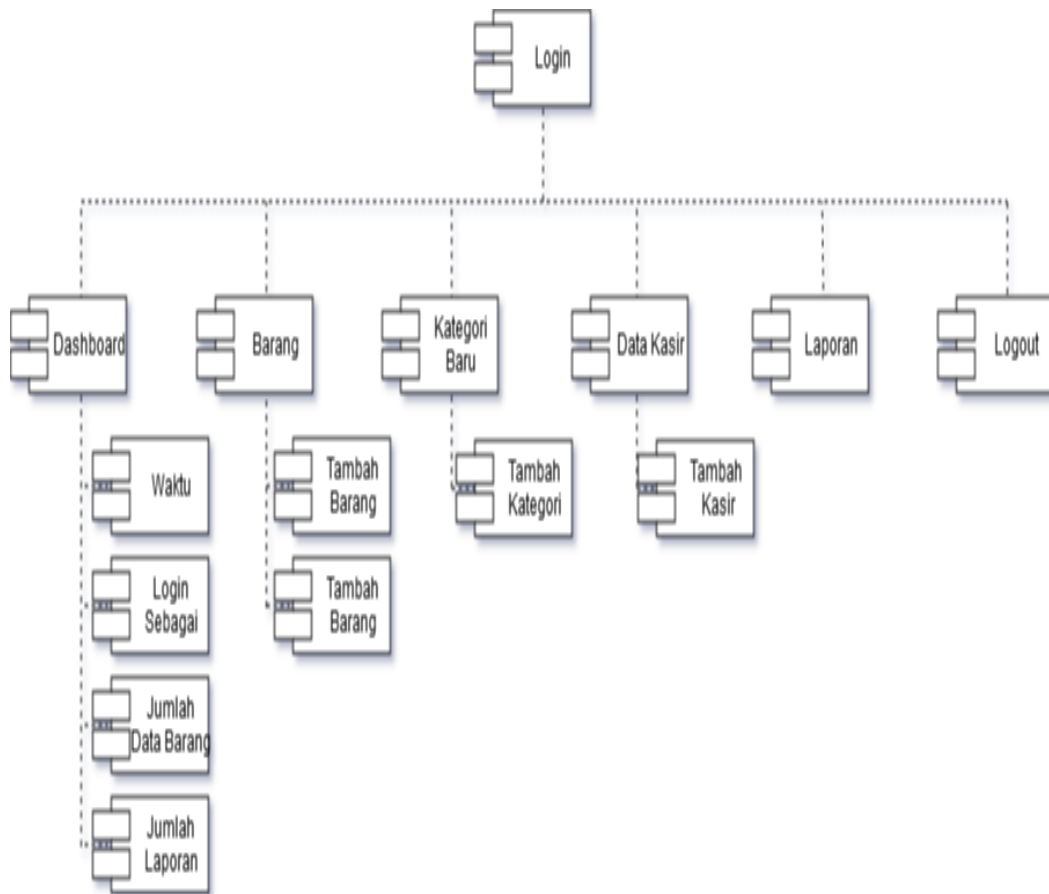 Login
Dashboard
Barang
Kategori
Baru
Data Kasir
Laporan
Logout
Waktu
Login
Sebagai
Jumlah
Data Barang
Jumlah
Laporan
Tambah
Barang
Tambah
Barang
Tambah
Kategori
Tambah
Kasir